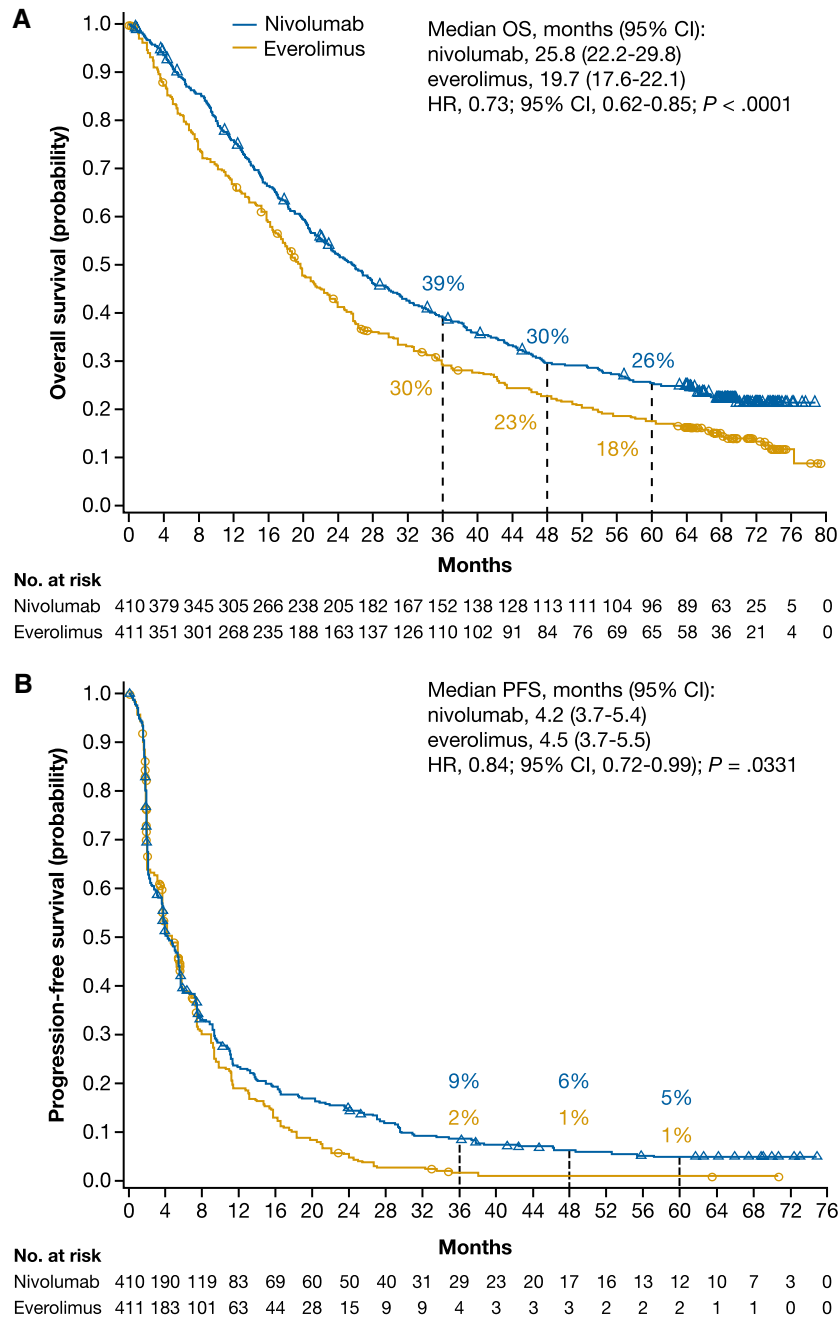 A
Nivolumab
Everolimus
Median OS, months (95% CI):
nivolumab, 25.8 (22.2-29.8)
everolimus, 19.7 (17.6-22.1)
HR, 0.73; 95% CI, 0.62-0.85; P < .0001
Overall survival (probability)
1.0
0.9
0.8
0.7
0.6
0.5
0.4
0.3
0.2
0.1
0.0
39%
30%
26%
30%
23%
18%
0 4 8 12 16 20 24 28 32 36 40 44 48 52 56 60 64 68 72 76 80
Months
No. at risk
Nivolumab 410 379 345 305 266 238 205 182 167 152 138 128 113 111 104 96 89 63 25 5 0
Everolimus 411 351 301 268 235 188 163 137 126 110 102 91 84 76 69 65 58 36 21 4 0
B
Median PFS, months (95% CI):
nivolumab, 4.2 (3.7-5.4)
everolimus, 4.5 (3.7-5.5)
HR, 0.84; 95% CI, 0.72-0.99); P = .0331
Progression-free survival (probability)
1.0
0.9
0.8
0.7
0.6
0.5
0.4
0.3
0.2
0.1
0.0
9%
6%
5%
2%
1%
1%
0 4 8 12 16 20 24 28 32 36 40 44 48 52 56 60 64 68 72 76
Months
No. at risk
Nivolumab 410 190 119 83 69 60 50 40 31 29 23 20 17 16 13 12 10 7 3 0
Everolimus 411 183 101 63 44 28 15 9 9 4 3 3 3 2 2 2 1 1 0 0